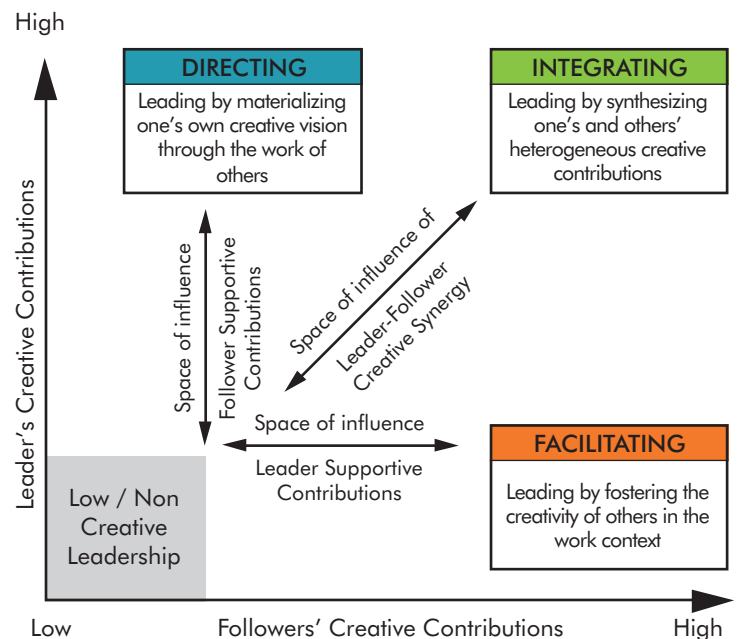 High
DIRECTING
Leading by materializing
one's own creative vision
through the work of
others
INTEGRATING
Leading by synthesizing
one's and others'
heterogeneous creative
contributions
Leader's Creative Contributions
Space of influence
Follower Supportive
Contributions
Space of influence of
Leader-Follower
Creative Synergy
Space of influence
Leader Supportive
Contributions
FACILITATING
Leading by fostering the
creativity of others in the
work context
Low / Non
Creative
Leadership
Low
Followers' Creative Contributions
High